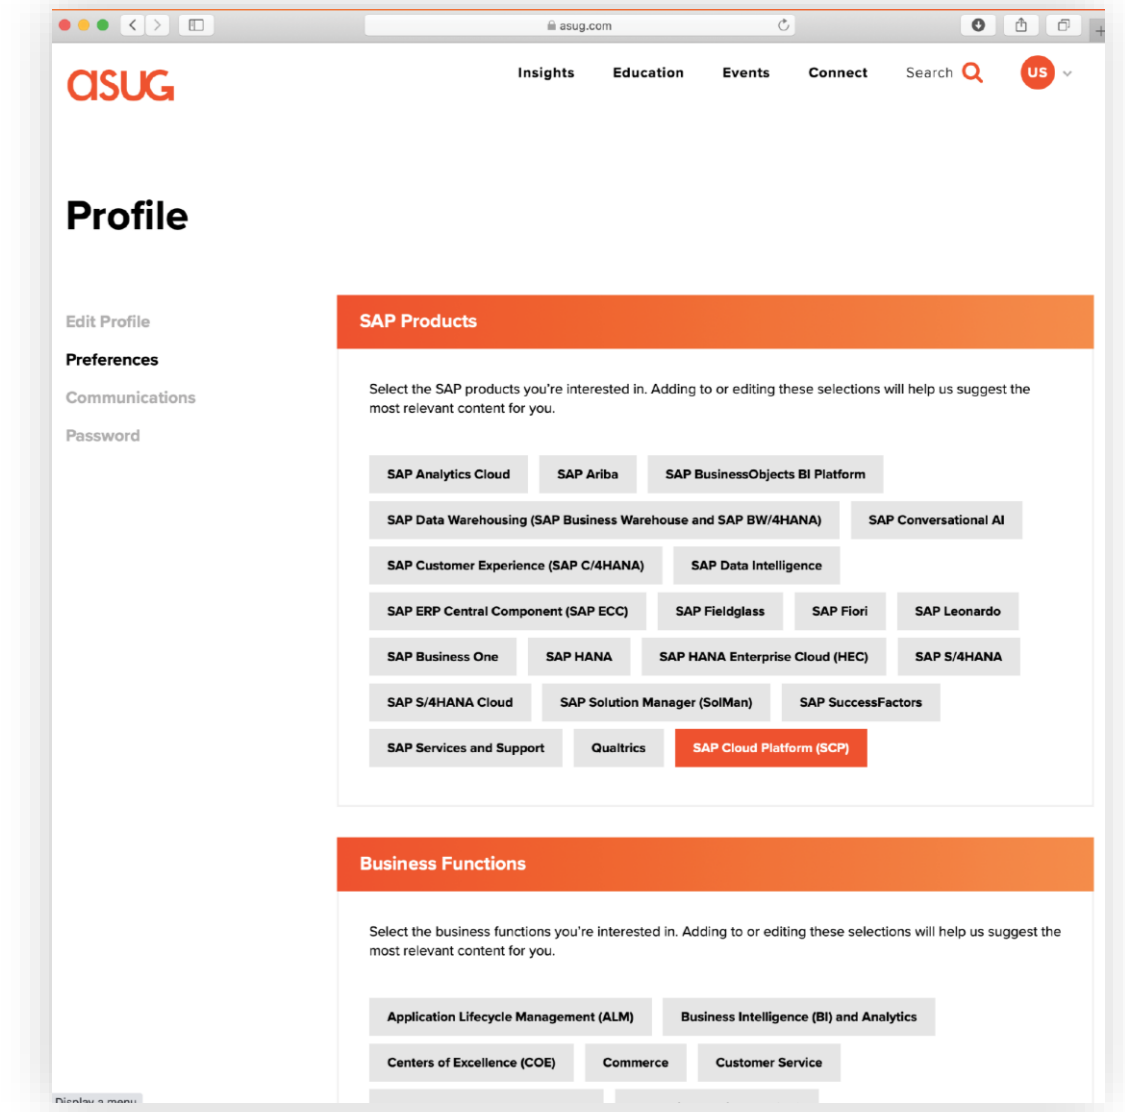 asug.com
asug
Insights Education Events Connect Search US
Profile
Edit Profile
Preferences
Communications
Password
SAP Products
Select the SAP products you're interested in. Adding to or editing these selections will help us suggest the
most relevant content for you.
SAP Analytics Cloud SAP Ariba SAP BusinessObjects BI Platform
SAP Data Warehousing (SAP Business Warehouse and SAP BW/4HANA) SAP Conversational AI
SAP Customer Experience (SAP C/4HANA) SAP Data Intelligence
SAP ERP Central Component (SAP ECC) SAP Fieldglass SAP Fiori SAP Leonardo
SAP Business One SAP HANA SAP HANA Enterprise Cloud (HEC) SAP S/4HANA
SAP S/4HANA Cloud SAP Solution Manager (SolMan) SAP SuccessFactors
SAP Services and Support Qualtrics SAP Cloud Platform (SCP)
Business Functions
Select the business functions you're interested in. Adding to or editing these selections will help us suggest the
most relevant content for you.
Application Lifecycle Management (ALM) Business Intelligence (BI) and Analytics
Centers of Excellence (COE) Commerce Customer Service
Display a menu